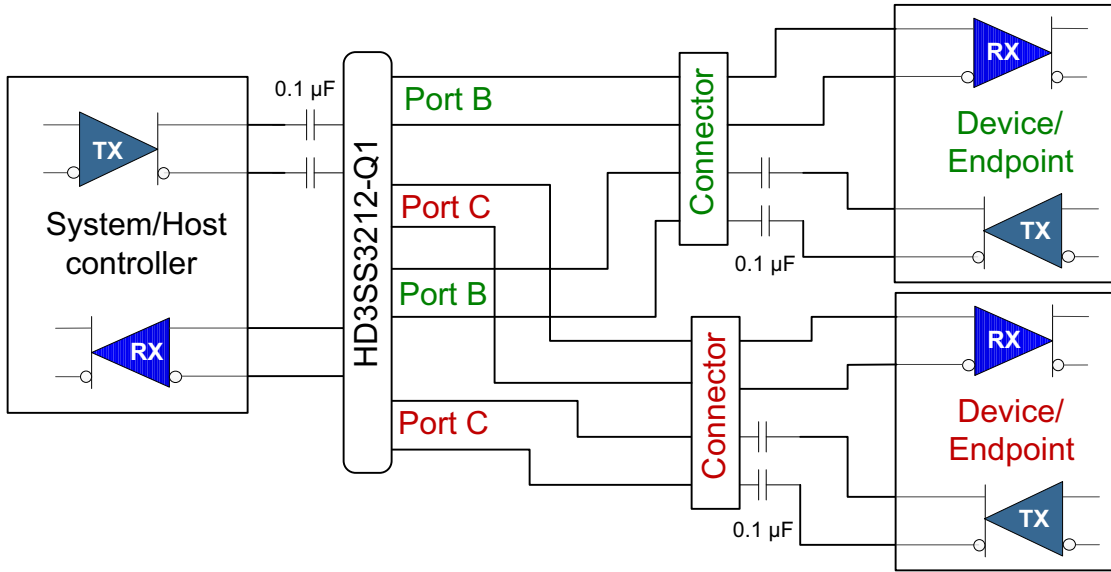 TX
System/Host
controller
RX
0.1 µF
HD3SS3212-Q1
Port B
Port C
Port B
Port C
Connector
0.1 µF
RX
Device/
Endpoint
TX
Connector
0.1 µF
RX
Device/
Endpoint
TX